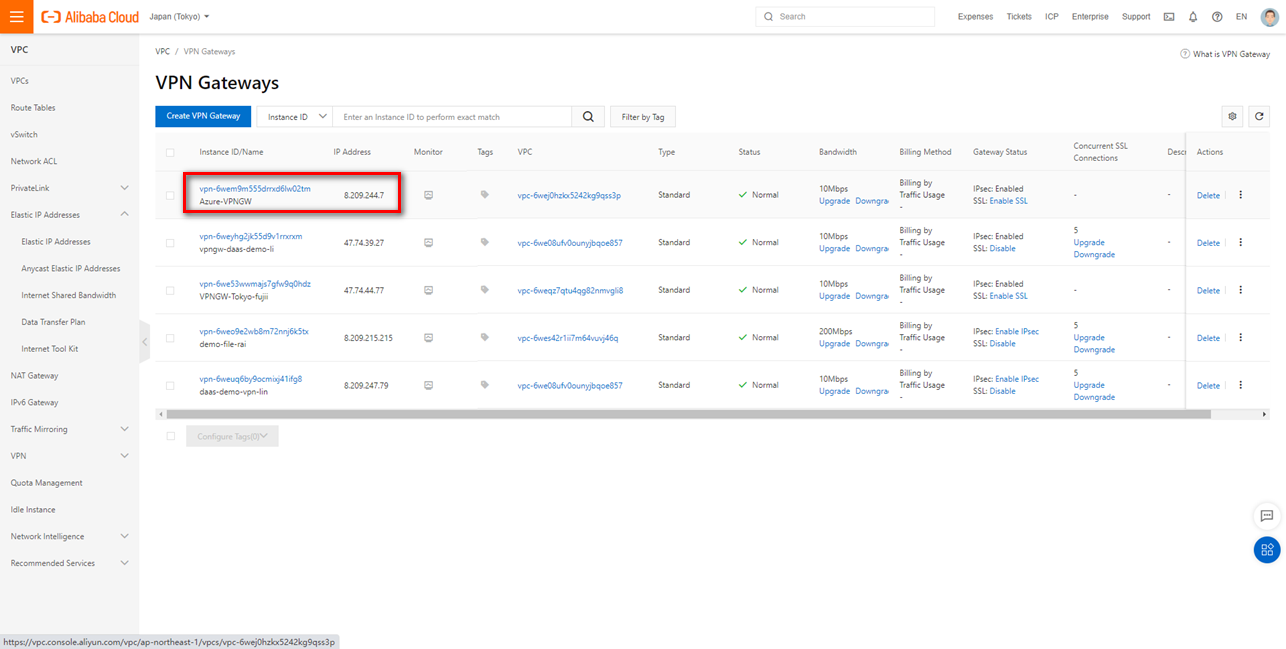 Alibaba Cloud
Japan (Tokyo)
Search
Expenses
Tickets
ICP
Enterprise
Support
EN
VPC
VPCs
Route Tables
vSwitch
Network ACL
PrivateLink
Elastic IP Addresses
Elastic IP Addresses
Anycast Elastic IP Addresses
Internet Shared Bandwidth
Data Transfer Plan
Internet Tool Kit
NAT Gateway
IPv6 Gateway
Traffic Mirroring
VPN
Quota Management
Idle Instance
Network Intelligence
Recommended Services
VPC / VPN Gateways
What is VPN Gateway
VPN Gateways
Create VPN Gateway
Instance ID
Enter an Instance ID to perform exact match
Filter by Tag
Instance ID/Name
IP Address
Monitor
Tags
VPC
Type
Status
Bandwidth
Billing Method
Gateway Status
Concurrent SSL
Connections
Descr
Actions
vpn-6wem9m555drrxd6lw02tm
Azure-VPNGW
8.209.244.7
vpc-6wej0hzkx5242kg9qss3p
Standard
Normal
10Mbps
Upgrade Downgra
Billing by
Traffic Usage
-
IPsec: Enabled
SSL: Enable SSL
-
-
Delete
vpn-6weyhg2jk55d9v1rrxrxm
vpngw-daas-demo-li
47.74.39.27
vpc-6we08ufv0ounyjbqoe857
Standard
Normal
10Mbps
Upgrade Downgra
Billing by
Traffic Usage
-
IPsec: Enabled
SSL: Disable
5
Upgrade
Downgrade
-
Delete
vpn-6we53wwmajs7gfw9q0hdz
VPNGW-Tokyo-fujii
47.74.44.77
vpc-6weqz7qtu4qg82nmvgli8
Standard
Normal
10Mbps
Upgrade Downgra
Billing by
Traffic Usage
-
IPsec: Enabled
SSL: Enable SSL
-
-
Delete
vpn-6weo9e2wb8m72nnj6k5tx
demo-file-rai
8.209.215.215
vpc-6wes42r1ii7m64vuvj46q
Standard
Normal
200Mbps
Upgrade Downgra
Billing by
Traffic Usage
-
IPsec: Enable IPsec
SSL: Disable
5
Upgrade
Downgrade
-
Delete
vpn-6weuq6by9ocmixj41ifg8
daas-demo-vpn-lin
8.209.247.79
vpc-6we08ufv0ounyjbqoe857
Standard
Normal
10Mbps
Upgrade Downgra
Billing by
Traffic Usage
-
IPsec: Enable IPsec
SSL: Disable
5
Upgrade
Downgrade
-
Delete
Configure Tags(0)
https://vpc.console.aliyun.com/vpc/ap-northeast-1/vpcs/vpc-6wej0hzkx5242kg9qss3p